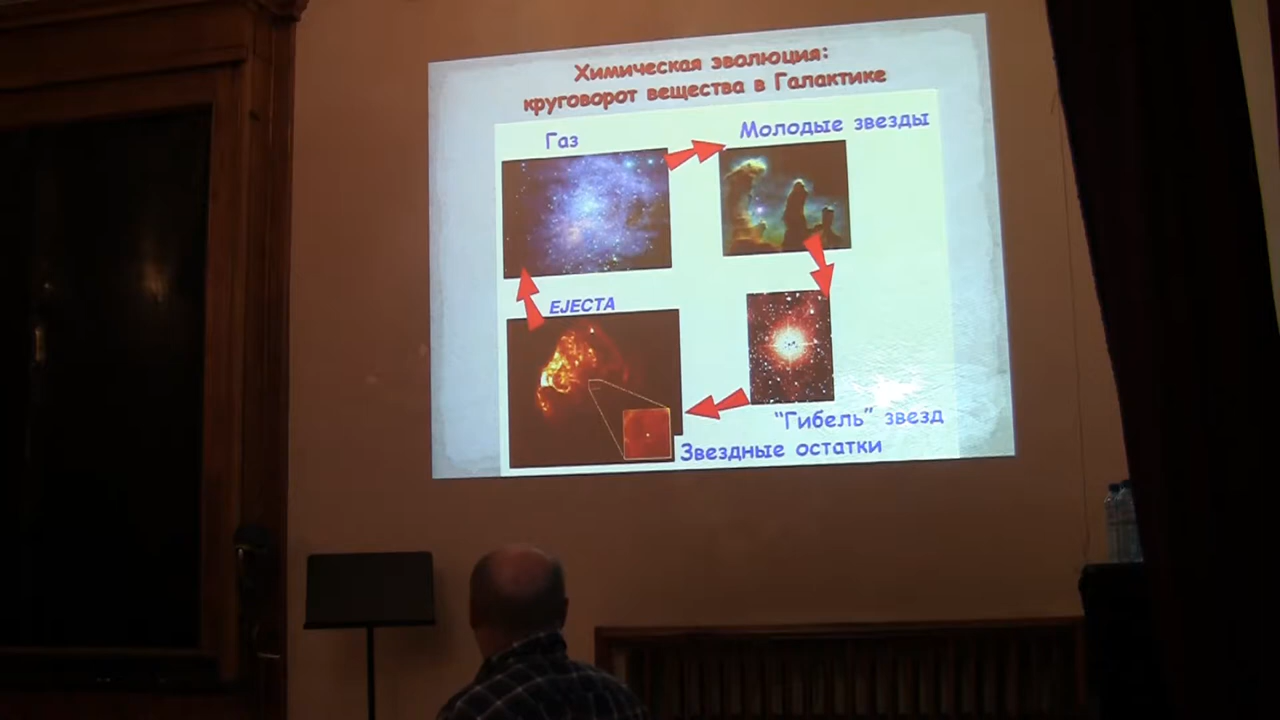 Химическая эволюция:
круговорот вещества в Галактике
Газ
Молодые звезды
EJECTA
"Гибель" звезд
Звездные остатки